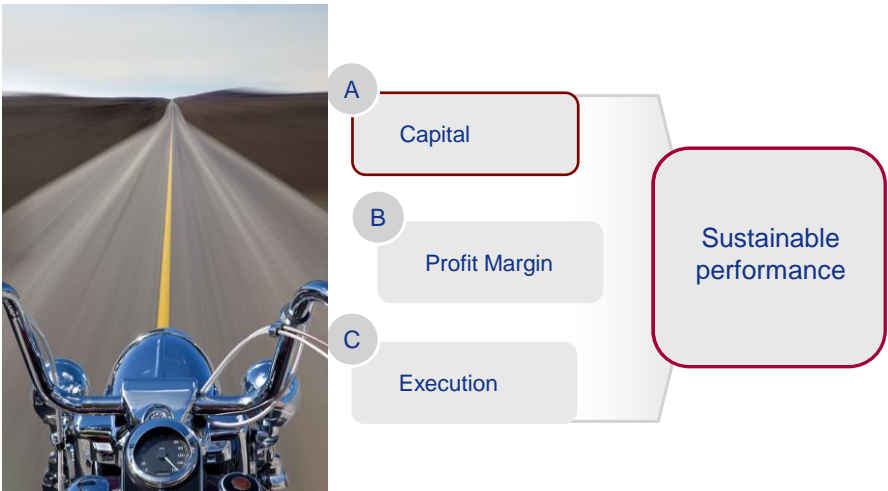 A
Capital
B
Profit Margin
C
Execution
Sustainable
performance